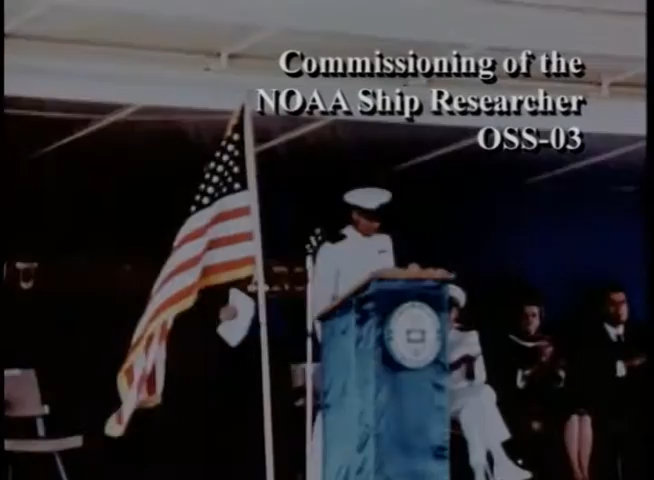 Commissioning of the
NOAA Ship Researcher
OSS-03